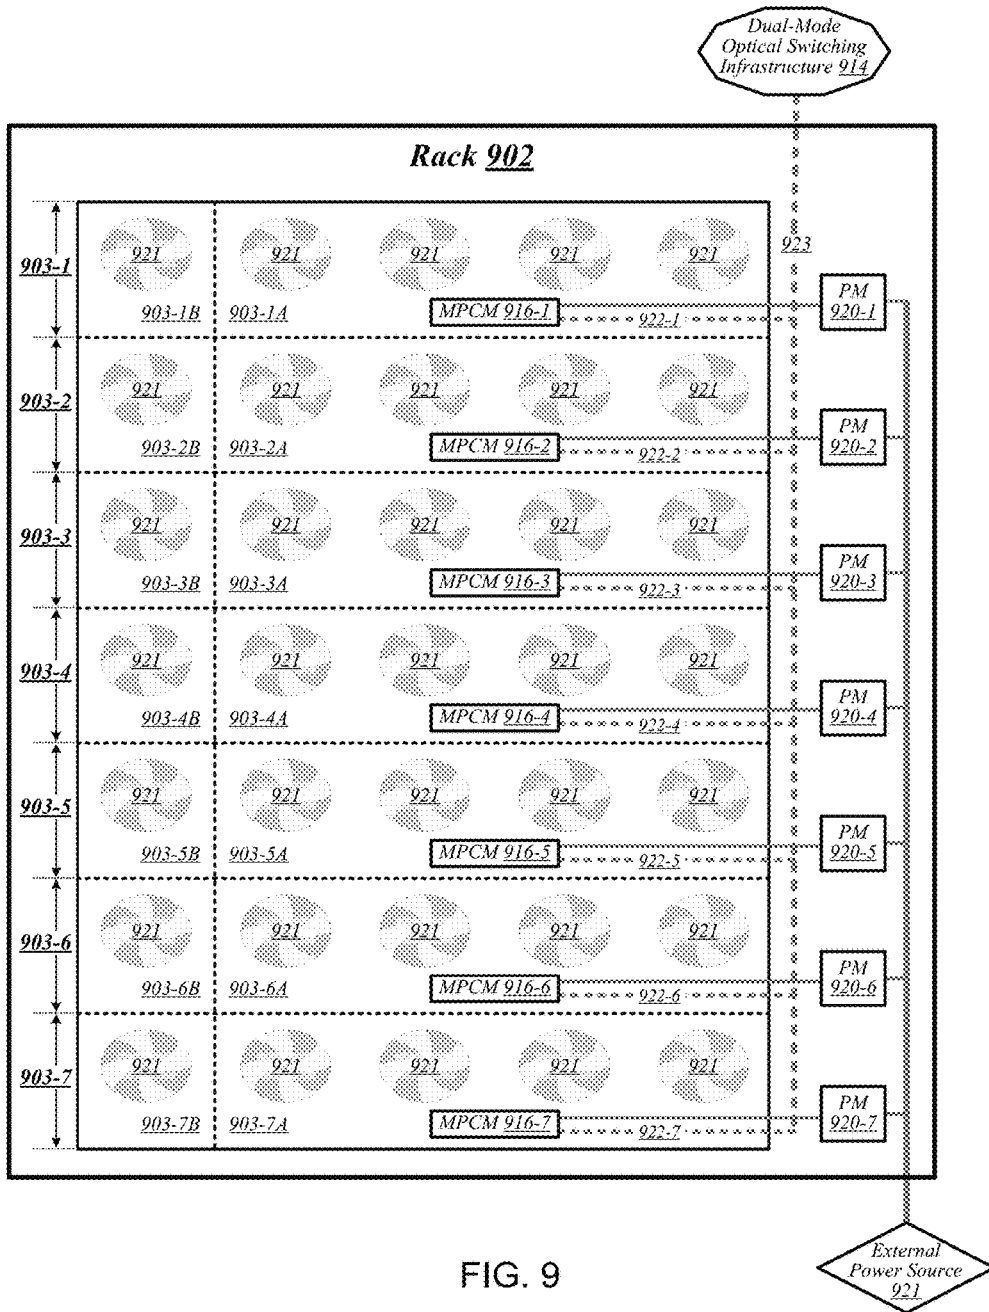 Dual-Mode
Optical Switching
Infrastructure 914
Rack 902
923
903-1
921 921 921 921 921
903-1B 903-1A
MPCM 916-1
922-1
PM
920-1
903-2
921 921 921 921 921
903-2B 903-2A
MPCM 916-2
922-2
PM
920-2
903-3
921 921 921 921 921
903-3B 903-3A
MPCM 916-3
922-3
PM
920-3
903-4
921 921 921 921 921
903-4B 903-4A
MPCM 916-4
922-4
PM
920-4
903-5
921 921 921 921 921
903-5B 903-5A
MPCM 916-5
922-5
PM
920-5
903-6
921 921 921 921 921
903-6B 903-6A
MPCM 916-6
922-6
PM
920-6
903-7
921 921 921 921 921
903-7B 903-7A
MPCM 916-7
922-7
PM
920-7
External
Power Source
921
FIG. 9